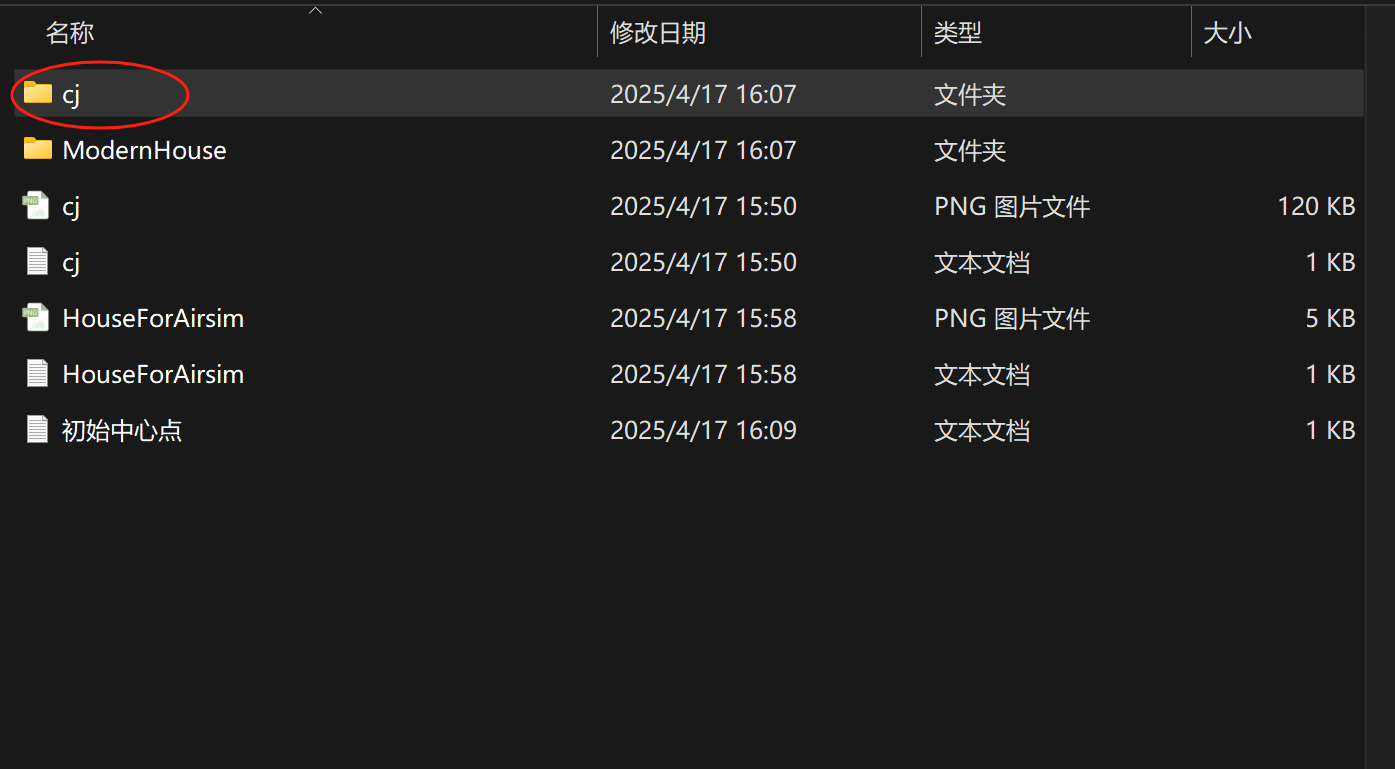 名称 修改日期 类型 大小
cj 2025/4/17 16:07 文件夹
ModernHouse 2025/4/17 16:07 文件夹
PNG cj 2025/4/17 15:50 PNG 图片文件 120 KB
cj 2025/4/17 15:50 文本文档 1 KB
PNG HouseForAirsim 2025/4/17 15:58 PNG 图片文件 5 KB
HouseForAirsim 2025/4/17 15:58 文本文档 1 KB
初始中心点 2025/4/17 16:09 文本文档 1 KB